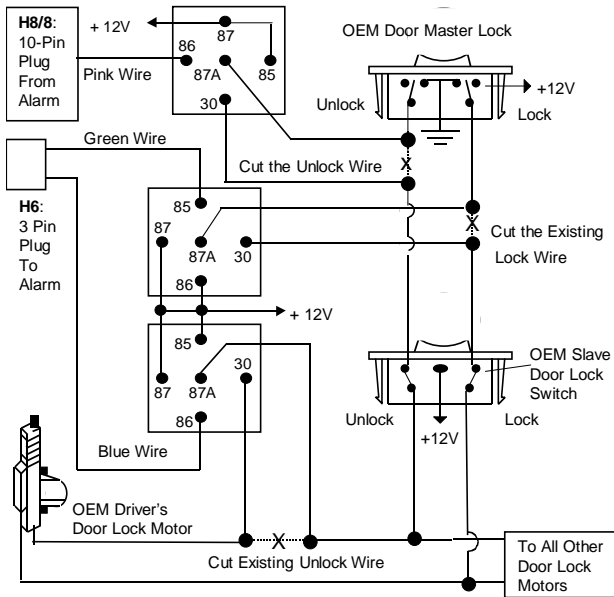 H8/8:
10-Pin
Plug
From
Alarm
+ 12V
87
86
87A
85
30
Pink Wire
OEM Door Master Lock
+12V
Unlock
Lock
Green Wire
Cut the Unlock Wire
X
H6:
3 Pin
Plug
To
Alarm
85
87
87A
30
86
X
Cut the Existing
Lock Wire
+ 12V
85
30
87
87A
86
Blue Wire
OEM Slave
Door Lock
Switch
Unlock
+12V
Lock
OEM Driver's
Door Lock Motor
X
Cut Existing Unlock Wire
To All Other
Door Lock
Motors